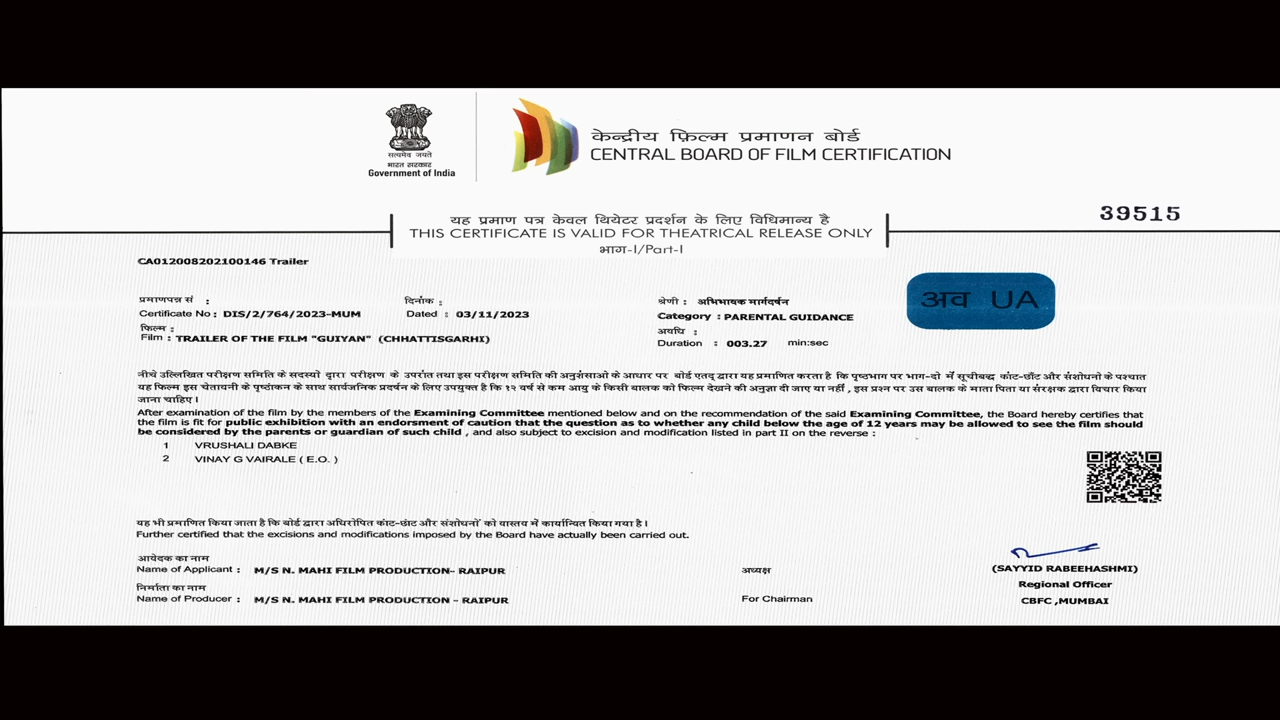 केन्द्रीय फ़िल्म प्रमाणन बोर्ड
CENTRAL BOARD OF FILM CERTIFICATION
सत्यमेव जयते
भारत सरकार
Government of India
39515
यह प्रमाण पत्र केवल थियेटर प्रदर्शन के लिए विधिमान्य है
THIS CERTIFICATE IS VALID FOR THEATRICAL RELEASE ONLY
भाग-I/Part-I
CA012008202100146 Trailer
प्रमाणपत्र सं :
दिनांक :
श्रेणी : अभिभावक मार्गदर्षन
अव UA
Certificate No : DIS/2/764/2023-MUM
Dated : 03/11/2023
Category : PARENTAL GUIDANCE
फिल्म :
अवधि :
Film : TRAILER OF THE FILM "GUIYAN" (CHHATTISGARHI)
Duration : 003.27 min:sec
नीचे उल्लिखित परीक्षण समिति के सदस्यो द्वारा परीक्षण के उपरांत तथा इस परीक्षण समिति की अनुशंसाओ के आधार पर बोर्ड एतद् द्वारा यह प्रमाणित करता है कि पृष्ठभाग पर भाग-दो में सूचीबद्ध कांट-छाँट और संशोधनो के पश्चात
यह फिल्म इस चेतावनी के पृष्ठांकन के साथ सार्वजनिक प्रदर्षन के लिए उपयुक्त है कि १२ वर्ष से कम आयु के किसी बालक को फिल्म देखने की अनुज्ञा दी जाए या नहीं , इस प्रश्न पर उस बालक के माता पिता या संरक्षक द्वारा विचार किया
जाना चाहिए ।
After examination of the film by the members of the Examining Committee mentioned below and on the recommendation of the said Examining Committee, the Board hereby certifies that
the film is fit for public exhibition with an endorsment of caution that the question as to whether any child below the age of 12 years may be allowed to see the film should
be considered by the parents or guardian of such child , and also subject to excision and modification listed in part II on the reverse :
1 VRUSHALI DABKE
2 VINAY G VAIRALE ( E.O. )
यह भी प्रमाणित किया जाता है कि बोर्ड द्वारा अधिरोपित कांट-छांट और संशोधनों को वास्तव में कार्यान्वित किया गया है ।
Further certified that the excisions and modifications imposed by the Board have actually been carried out.
आवेदक का नाम
Name of Applicant : M/S N. MAHI FILM PRODUCTION- RAIPUR
अध्यक्ष
(SAYYID RABEEHASHMI)
Regional Officer
निर्माता का नाम
Name of Producer : M/S N. MAHI FILM PRODUCTION - RAIPUR
For Chairman
CBFC ,MUMBAI